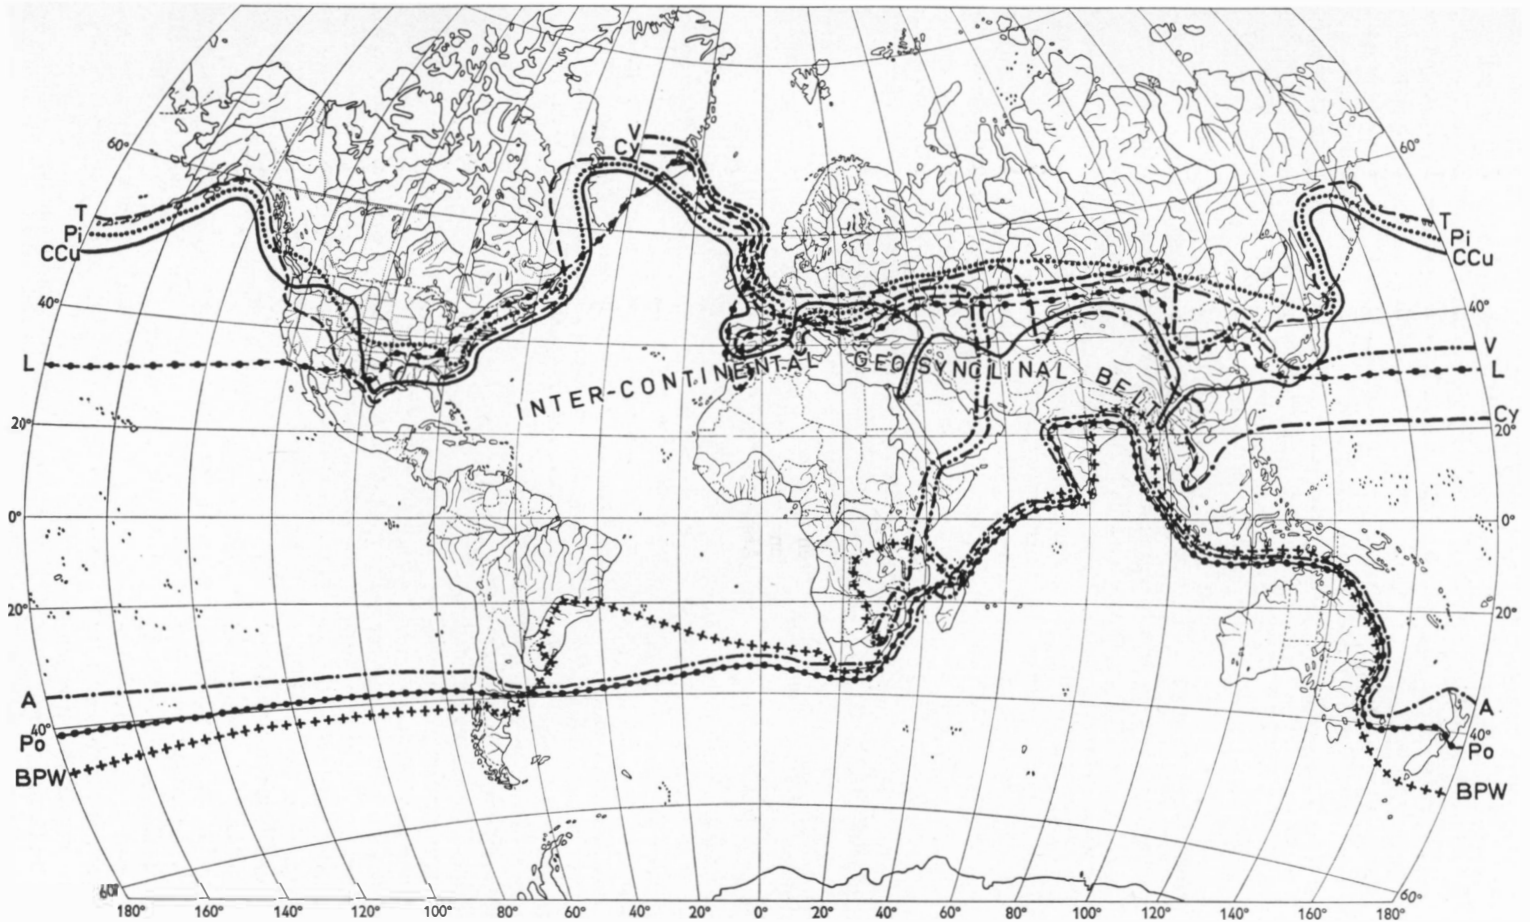 V
Cy
60°
60°
T
Pi
CCu
T
Pi
CCu
40°
40°
L
V
L
INTER-CONTINENTAL GEOSYNCLINAL BELT
Cy
20°
20°
0°
0°
20°
20°
A
A
40°
40°
Po
Po
BPW
BPW
60°
60°
180° 160° 140° 120° 100° 80° 60° 40° 20° 0° 20° 40° 60° 80° 100° 120° 140° 160° 180°